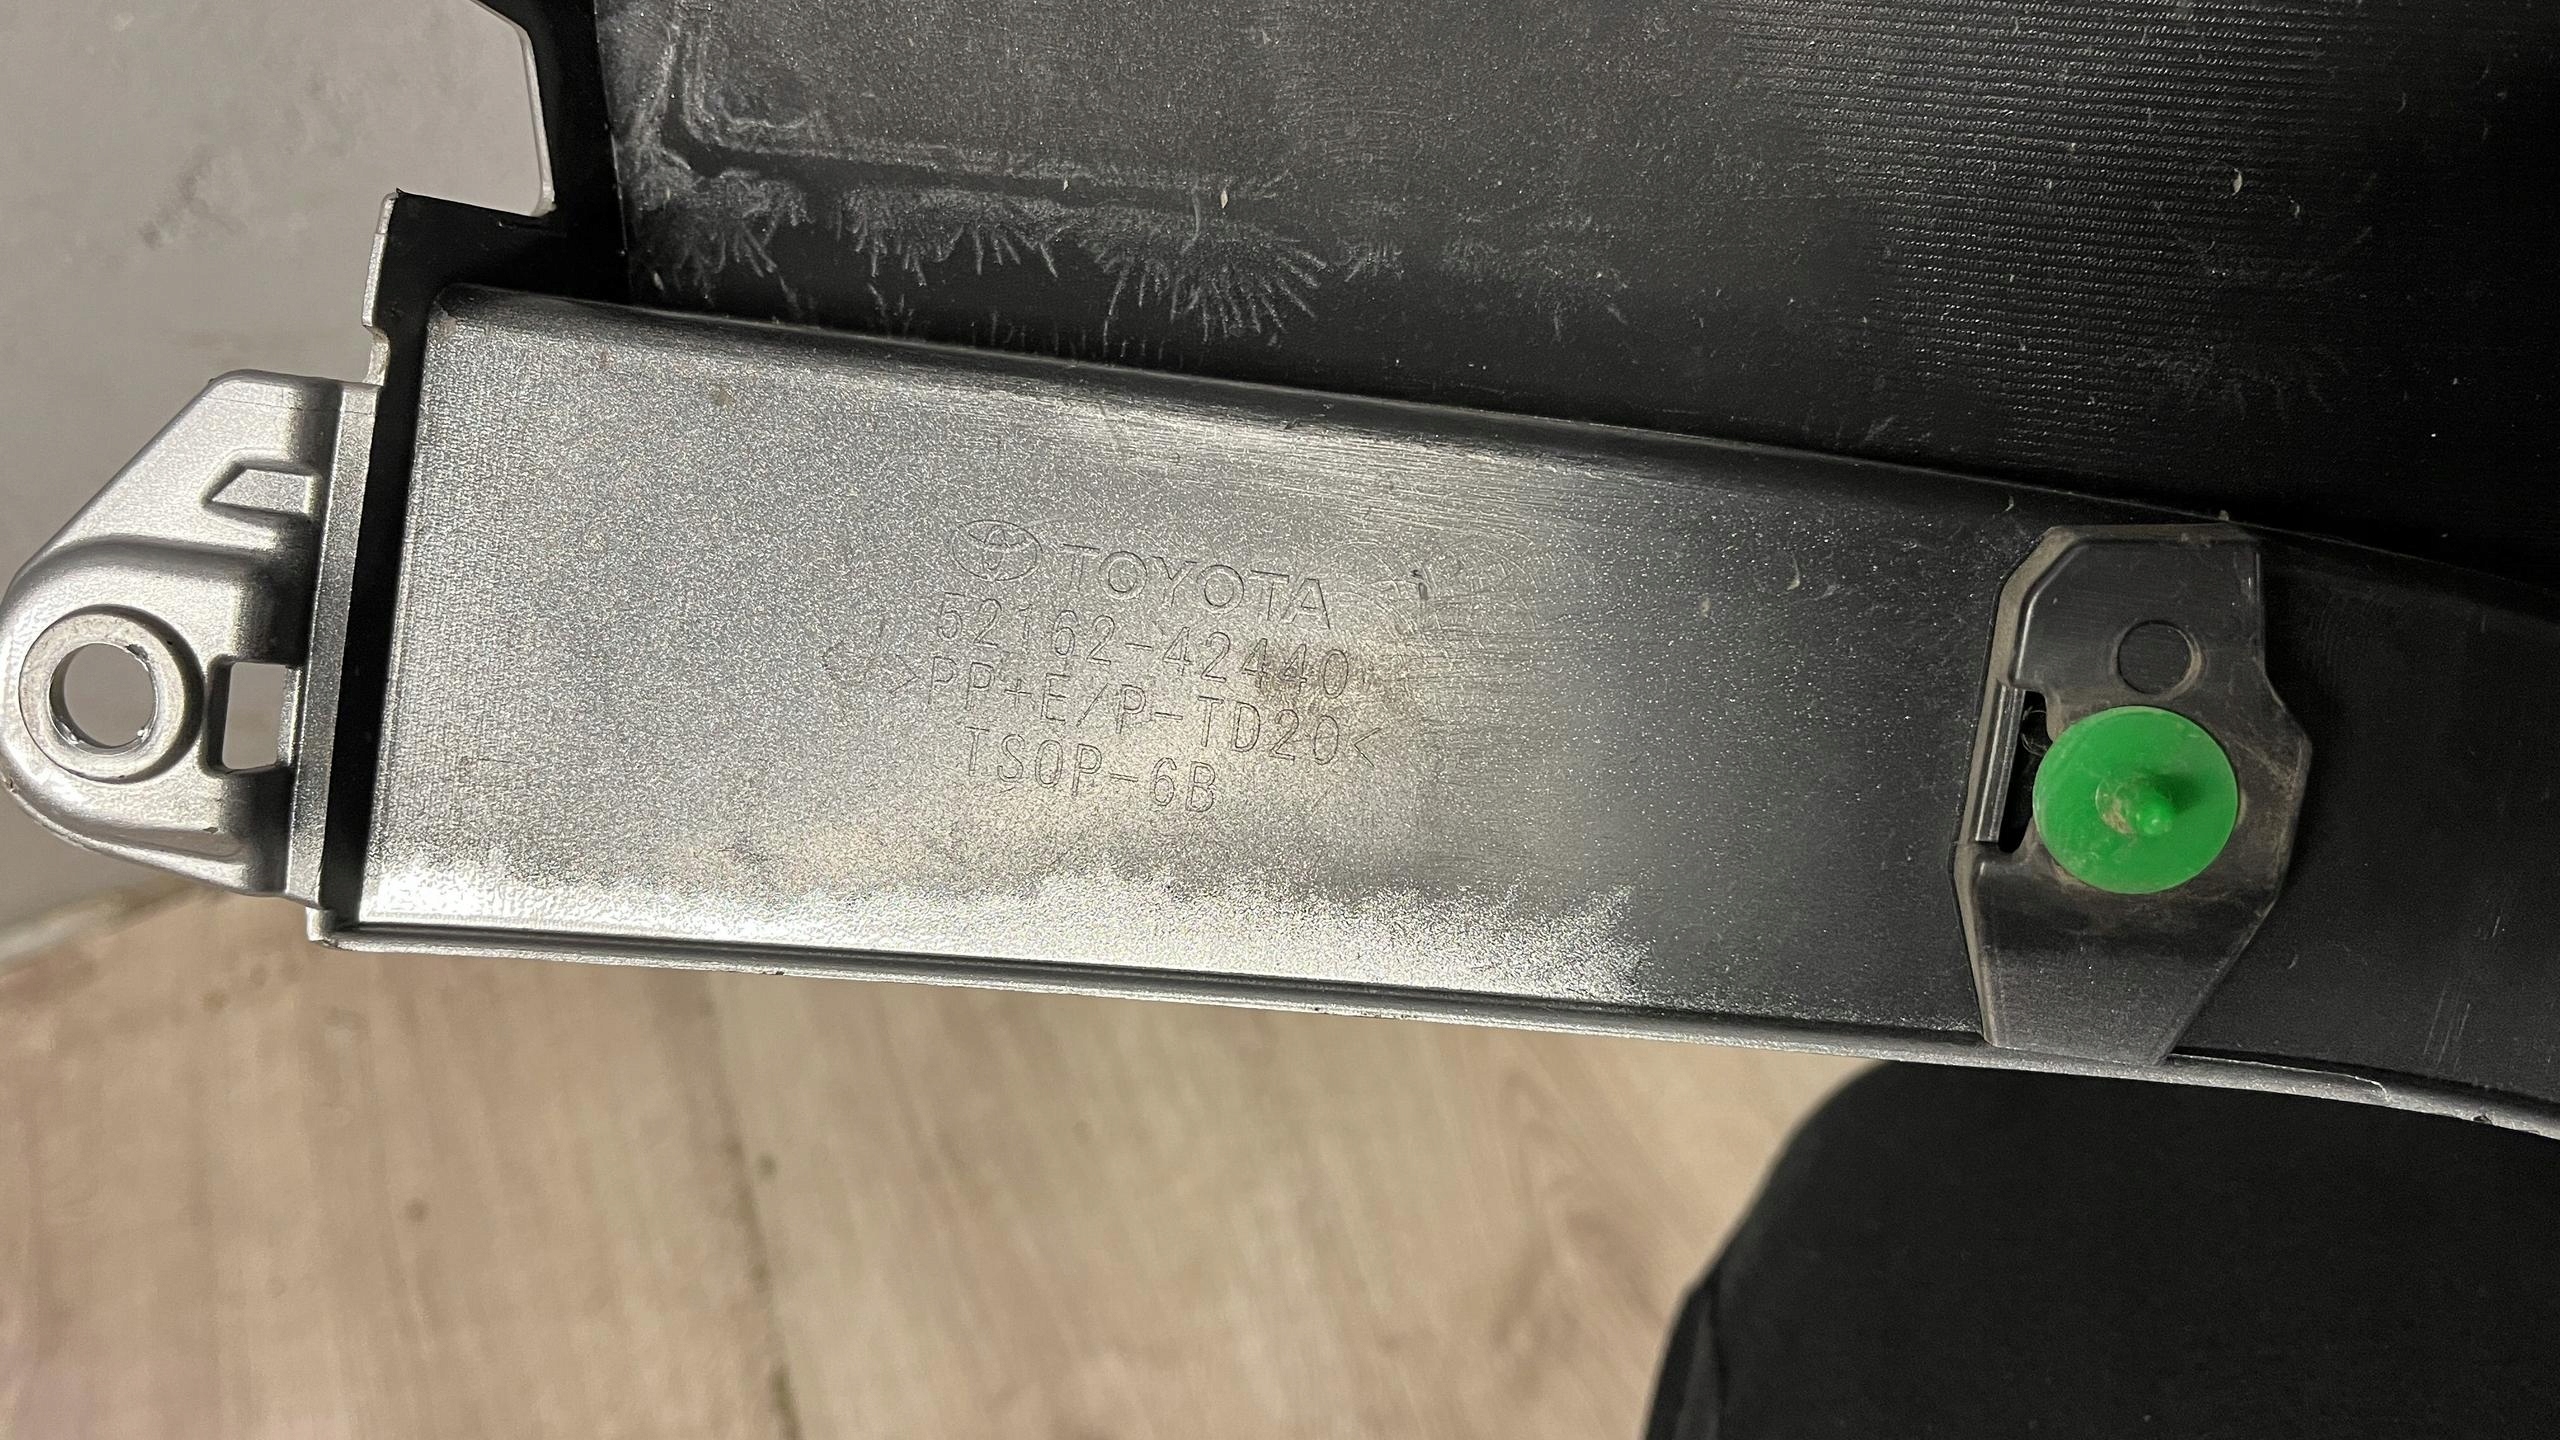 TOYOTA
52162-42440
>PP+E/P-TD20<
TSOP-6B